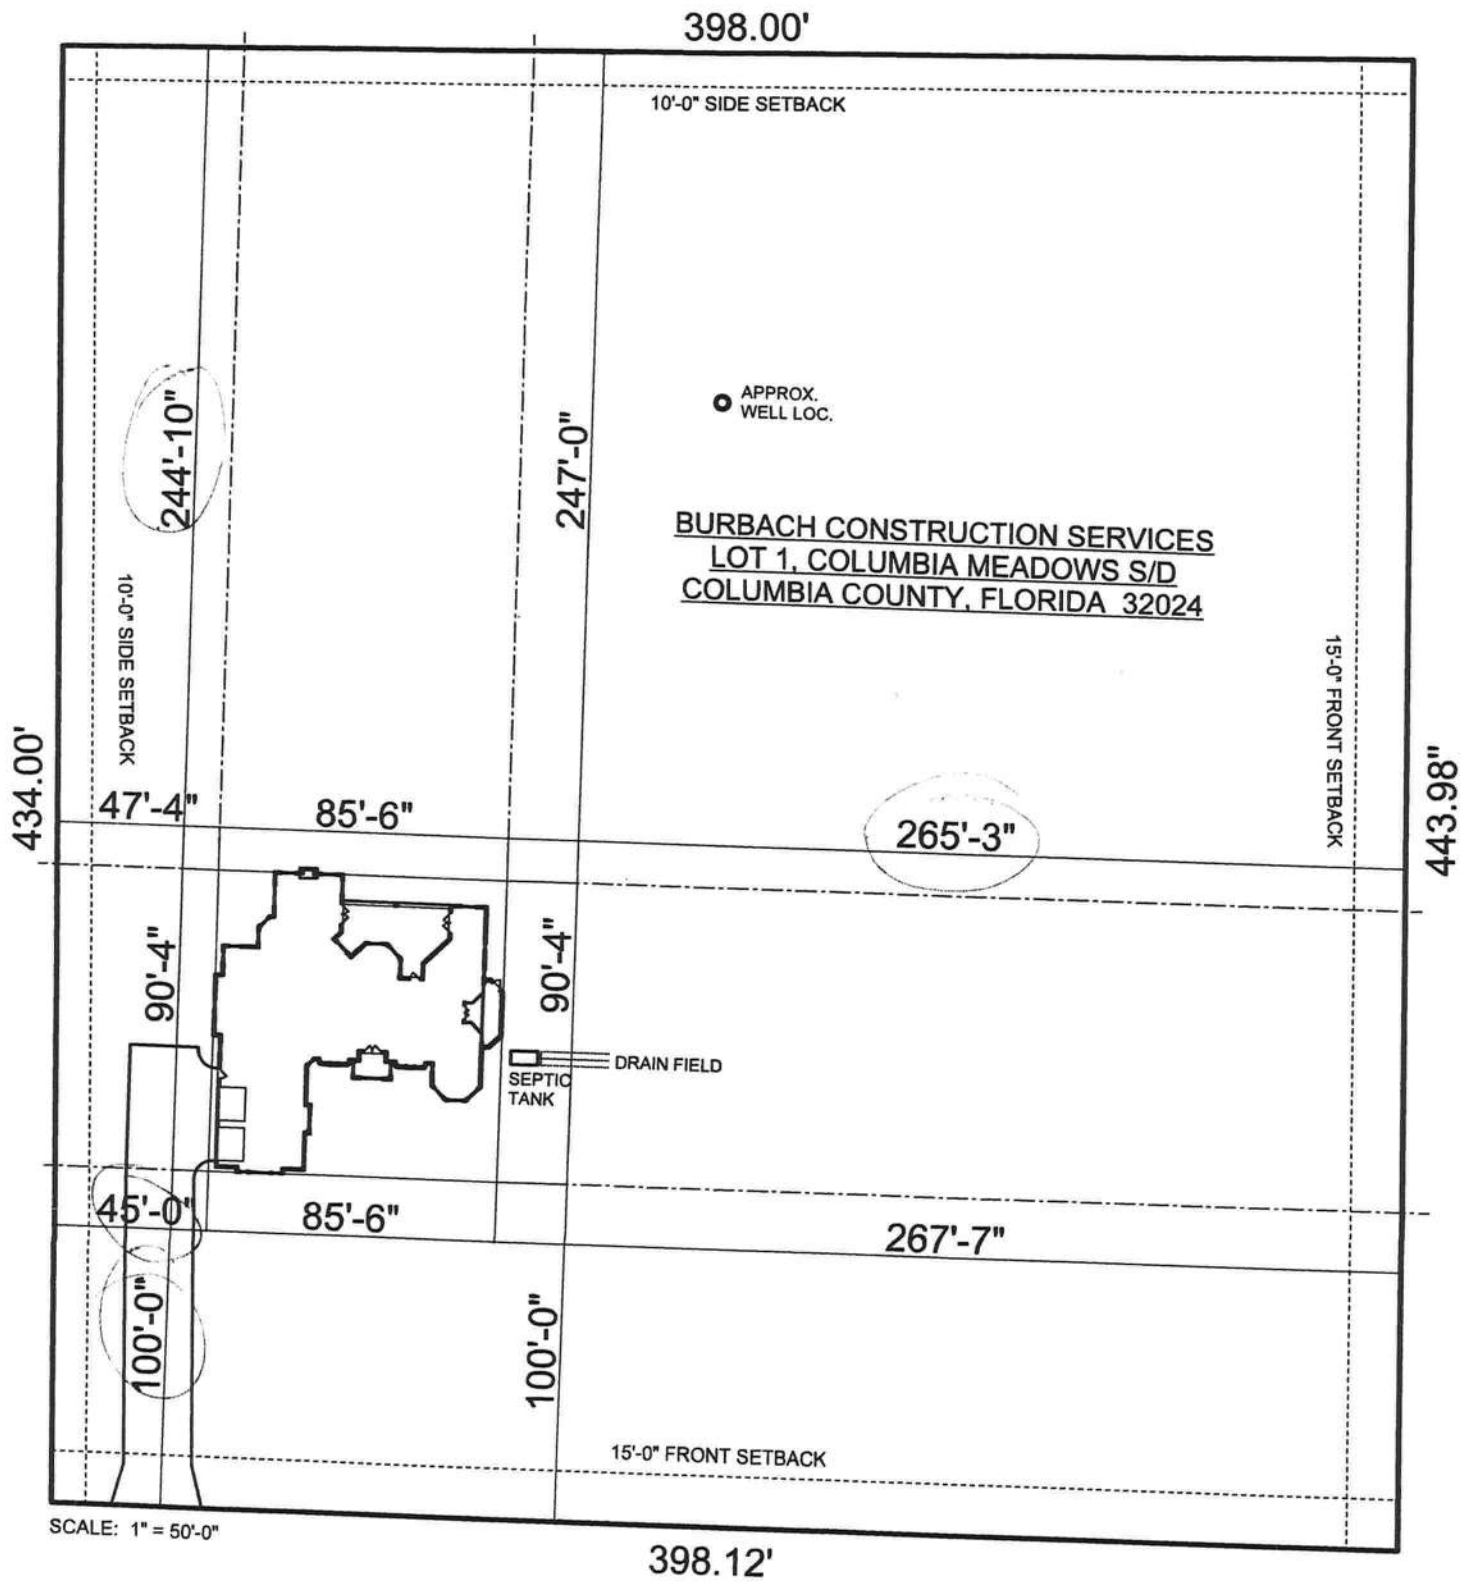 398.00'
10'-0" SIDE SETBACK
APPROX.
WELL LOC.
244'-10"
247'-0"
BURBACH CONSTRUCTION SERVICES
LOT 1, COLUMBIA MEADOWS S/D
COLUMBIA COUNTY, FLORIDA 32024
10'-0" SIDE SETBACK
15'-0" FRONT SETBACK
434.00'
443.98"
47'-4"
85'-6"
265'-3"
90'-4"
90'-4"
DRAIN FIELD
SEPTIC
TANK
45'-0"
85'-6"
267'-7"
100'-0"
100'-0"
15'-0" FRONT SETBACK
SCALE: 1" = 50'-0"
398.12'